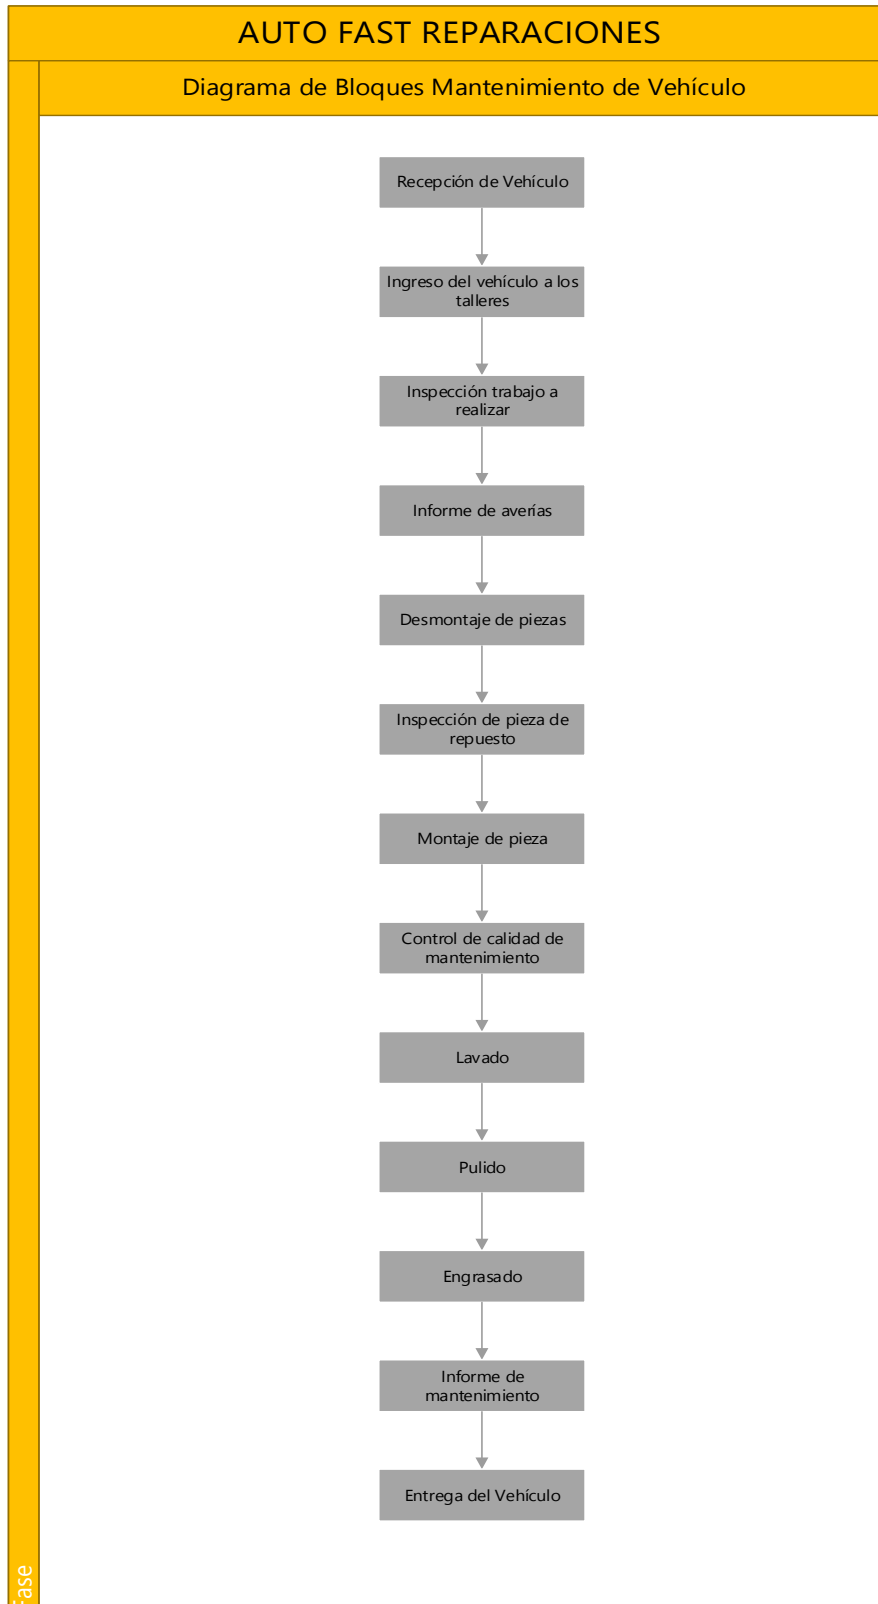 AUTO FAST REPARACIONES
Diagrama de Bloques Mantenimiento de Vehículo
Recepción de Vehículo
Ingreso del vehículo a los
talleres
Inspección trabajo a
realizar
Informe de averías
Desmontaje de piezas
Inspección de pieza de
repuesto
Montaje de pieza
Control de calidad de
mantenimiento
Lavado
Pulido
Engrasado
Informe de
mantenimiento
Entrega del Vehículo
Fase